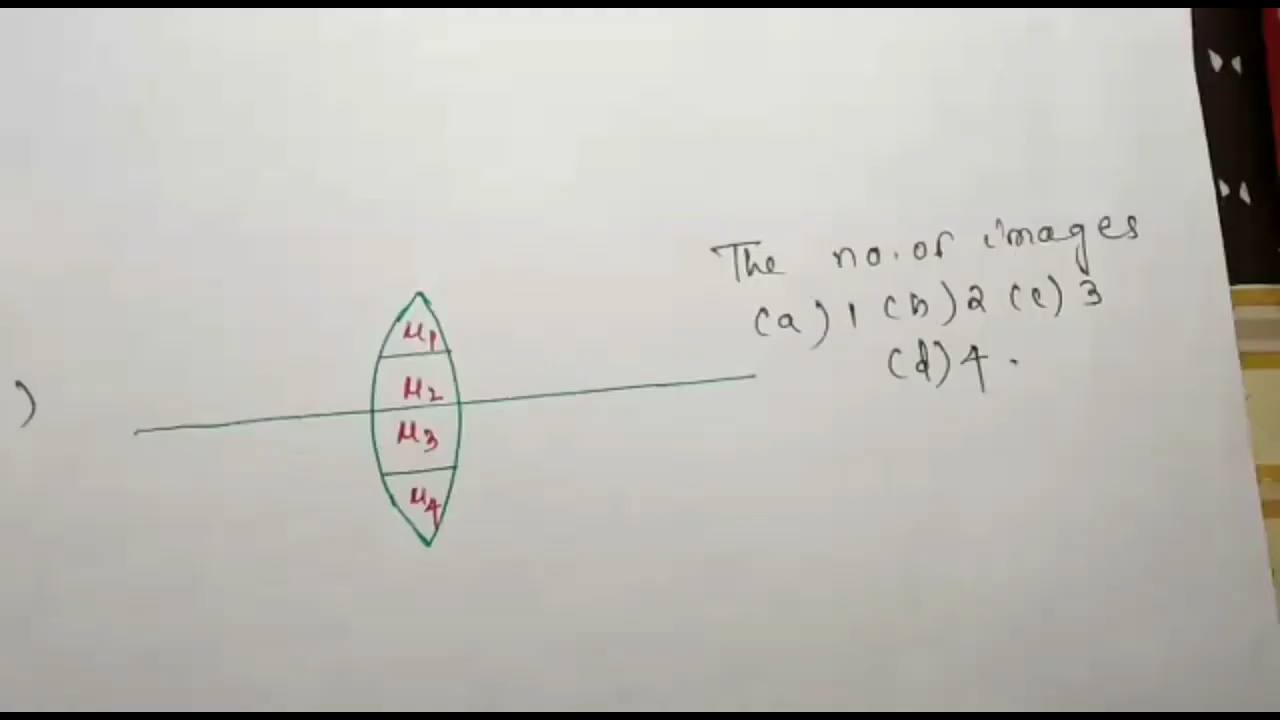 The no. of images
(a) 1 (b) 2 (c) 3
(d) 4 .
)
μ1
μ2
μ3
μ4